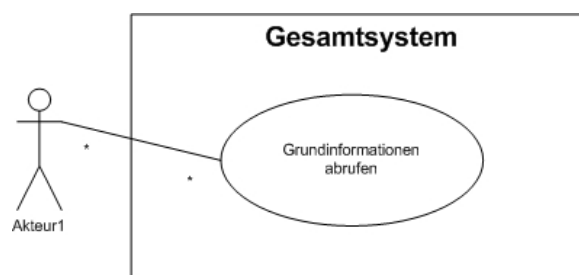 Gesamtsystem
Grundinformationen
abrufen
*
*
Akteur1